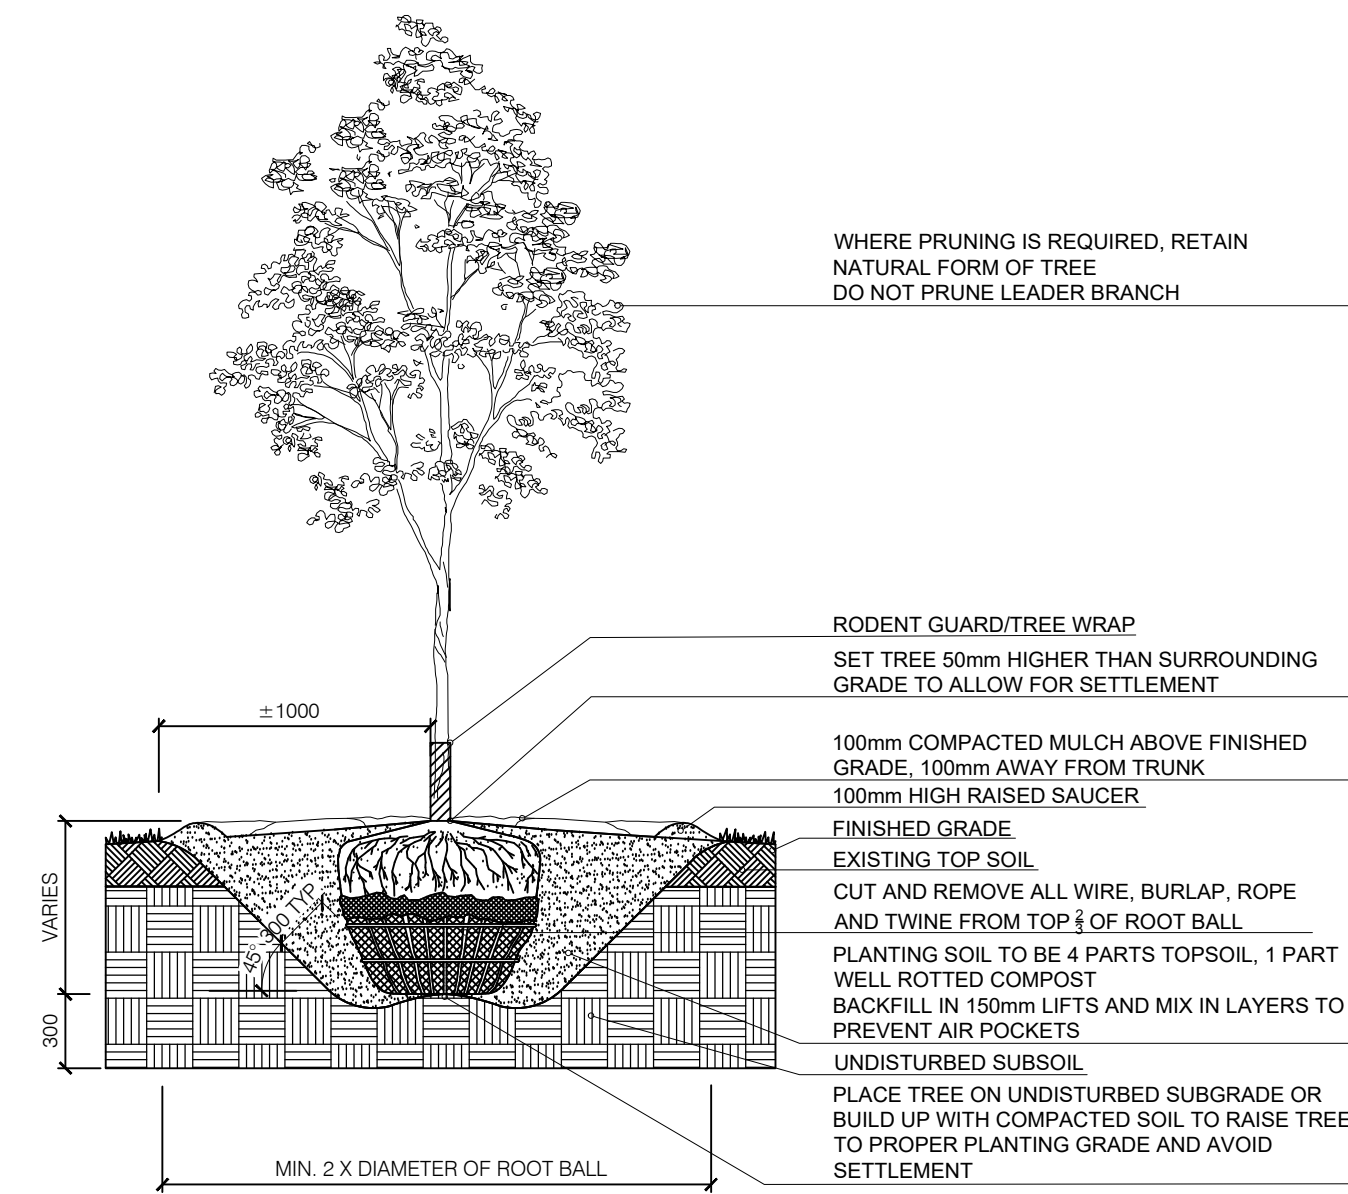 WHERE PRUNING IS REQUIRED, RETAIN
NATURAL FORM OF TREE
DO NOT PRUNE LEADER BRANCH
RODENT GUARD/TREE WRAP
SET TREE 50mm HIGHER THAN SURROUNDING
GRADE TO ALLOW FOR SETTLEMENT
±1000
100mm COMPACTED MULCH ABOVE FINISHED
GRADE, 100mm AWAY FROM TRUNK
100mm HIGH RAISED SAUCER
FINISHED GRADE
EXISTING TOP SOIL
CUT AND REMOVE ALL WIRE, BURLAP, ROPE
AND TWINE FROM TOP 2/3 OF ROOT BALL
VARIES
300 TYP
45°
PLANTING SOIL TO BE 4 PARTS TOPSOIL, 1 PART
WELL ROTTED COMPOST
BACKFILL IN 150mm LIFTS AND MIX IN LAYERS TO
PREVENT AIR POCKETS
300
UNDISTURBED SUBSOIL
PLACE TREE ON UNDISTURBED SUBGRADE OR
BUILD UP WITH COMPACTED SOIL TO RAISE TREE
TO PROPER PLANTING GRADE AND AVOID
SETTLEMENT
MIN. 2 X DIAMETER OF ROOT BALL